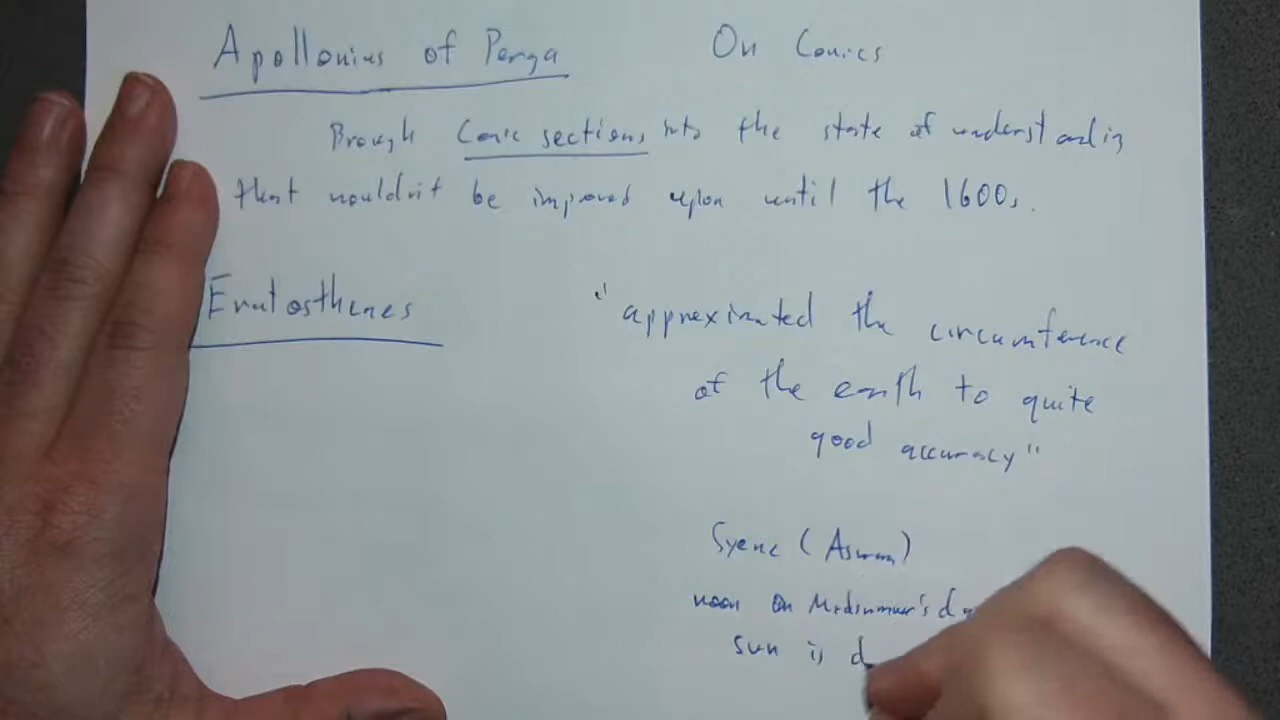 Apollonius of Perga On Conics
Brough Conic sections into the state of understanding
that wouldn't be improved upon until the 1600s.
Eratosthenes "approximated the circumference
of the earth to quite
good accuracy"
Syene (Aswan)
noon on Midsummer's
sun is